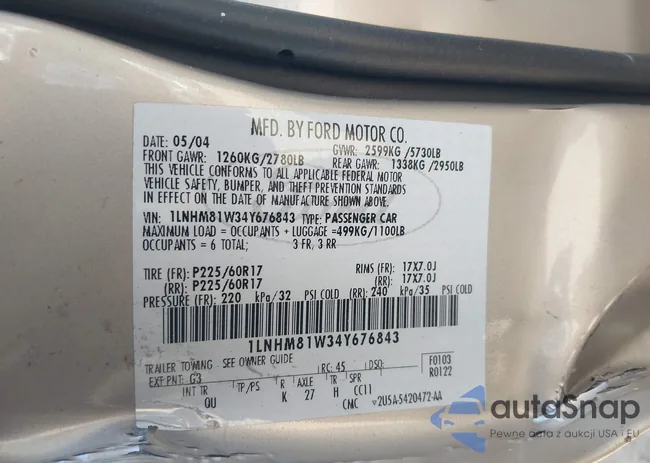 MFD. BY FORD MOTOR CO.
DATE: 05/04 GVWR: 2599KG /5730LB
FRONT GAWR: 1260KG/2780LB REAR GAWR: 1338KG /2950LB
THIS VEHICLE CONFORMS TO ALL APPLICABLE FEDERAL MOTOR
VEHICLE SAFETY, BUMPER, AND THEFT PREVENTION STANDARDS
IN EFFECT ON THE DATE OF MANUFACTURE SHOWN ABOVE.
VIN: 1LNHM81W34Y676843 TYPE: PASSENGER CAR
MAXIMUM LOAD = OCCUPANTS + LUGGAGE =499KG/1100LB
OCCUPANTS = 6 TOTAL; 3 FR, 3 RR
TIRE (FR): P225/60R17 RIMS (FR): 17X7.0J
(RR): P225/60R17 (RR): 17X7.0J
PRESSURE (FR): 220 kPa/32 PSI COLD (RR): 240 kPa/35 PSI COLD
1LNHM81W34Y676843
TRAILER TOWING - SEE OWNER GUIDE
EXT PNT: G3 RC: 45 DSO: F0103
INT TR TP/PS R AXLE TR SPR R0122
OU K 27 H CC11
CMC 2U5A-5420472-AA
autoSnap
Pewne auta z aukcji USA i EU